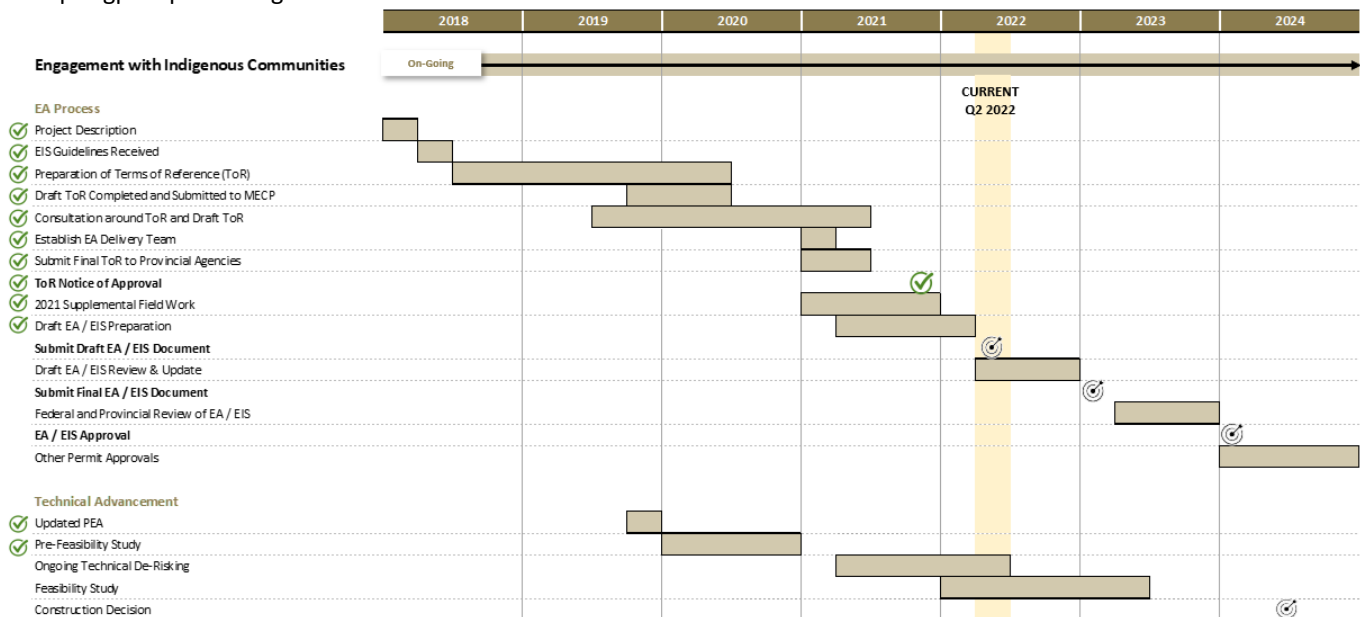 2018 2019 2020 2021 2022 2023 2024
Engagement with Indigenous Communities
On-Going
CURRENT
Q2 2022
EA Process
Project Description
EIS Guidelines Received
Preparation of Terms of Reference (ToR)
Draft ToR Completed and Submitted to MECP
Consultation around ToR and Draft ToR
Establish EA Delivery Team
Submit Final ToR to Provincial Agencies
ToR Notice of Approval
2021 Supplemental Field Work
Draft EA / EIS Preparation
Submit Draft EA / EIS Document
Draft EA / EIS Review & Update
Submit Final EA / EIS Document
Federal and Provincial Review of EA / EIS
EA / EIS Approval
Other Permit Approvals
Technical Advancement
Updated PEA
Pre-Feasibility Study
Ongoing Technical De-Risking
Feasibility Study
Construction Decision